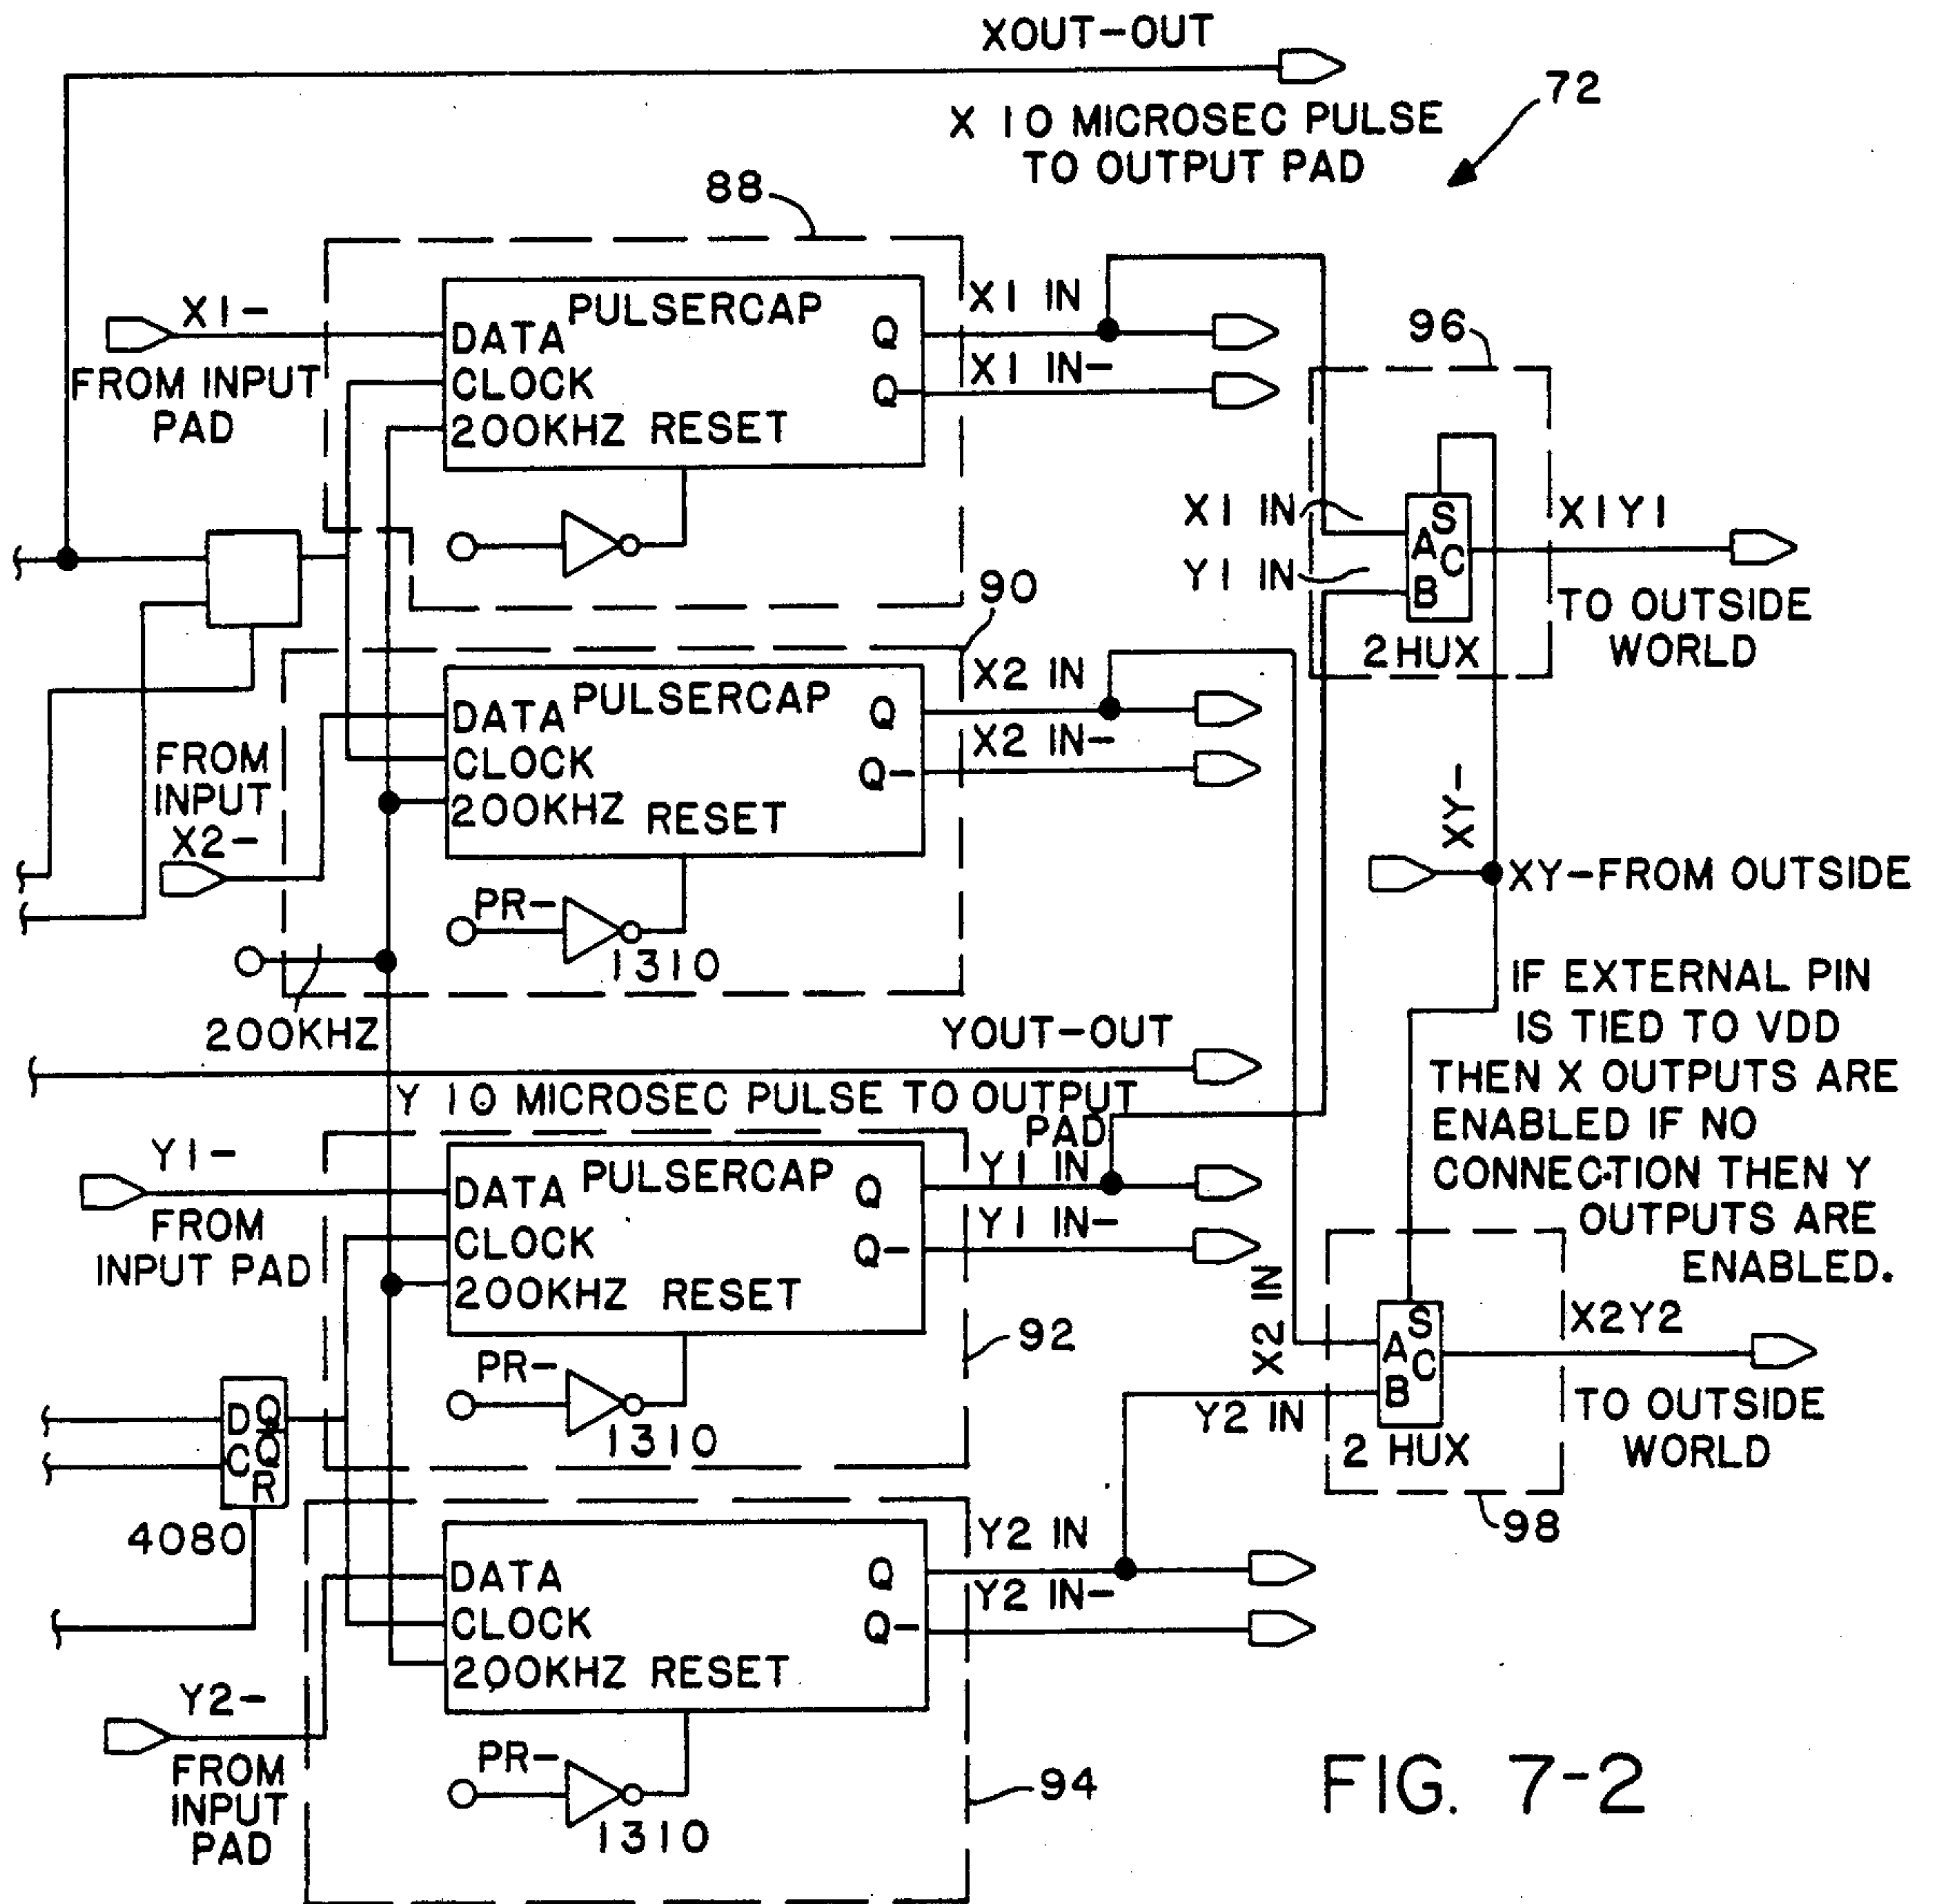 XOUT-OUT
X 10 MICROSEC PULSE
TO OUTPUT PAD
72
88
X1-
FROM INPUT
PAD
PULSERCAP
DATA
CLOCK
200KHZ RESET
Q
Q
X1 IN
X1 IN-
96
X1 IN
Y1 IN
S
A
C
B
2 HUX
X1Y1
TO OUTSIDE
WORLD
90
PULSERCAP
DATA
CLOCK
200KHZ RESET
Q
Q-
X2 IN
X2 IN-
FROM
INPUT
X2-
PR-
1310
200KHZ
XY-
XY-FROM OUTSIDE
IF EXTERNAL PIN
IS TIED TO VDD
THEN X OUTPUTS ARE
ENABLED IF NO
CONNECTION THEN Y
OUTPUTS ARE
ENABLED.
YOUT-OUT
Y 10 MICROSEC PULSE TO OUTPUT
PAD
Y1-
FROM
INPUT PAD
PULSERCAP
DATA
CLOCK
200KHZ RESET
Q
Q-
Y1 IN
Y1 IN-
92
PR-
1310
X2 IN
Y2 IN
S
A
C
B
2 HUX
X2Y2
TO OUTSIDE
WORLD
98
D Q
C Q
R
4080
DATA
CLOCK
200KHZ RESET
Q
Q-
Y2 IN
Y2 IN-
Y2-
FROM
INPUT
PAD
PR-
1310
94
FIG. 7-2